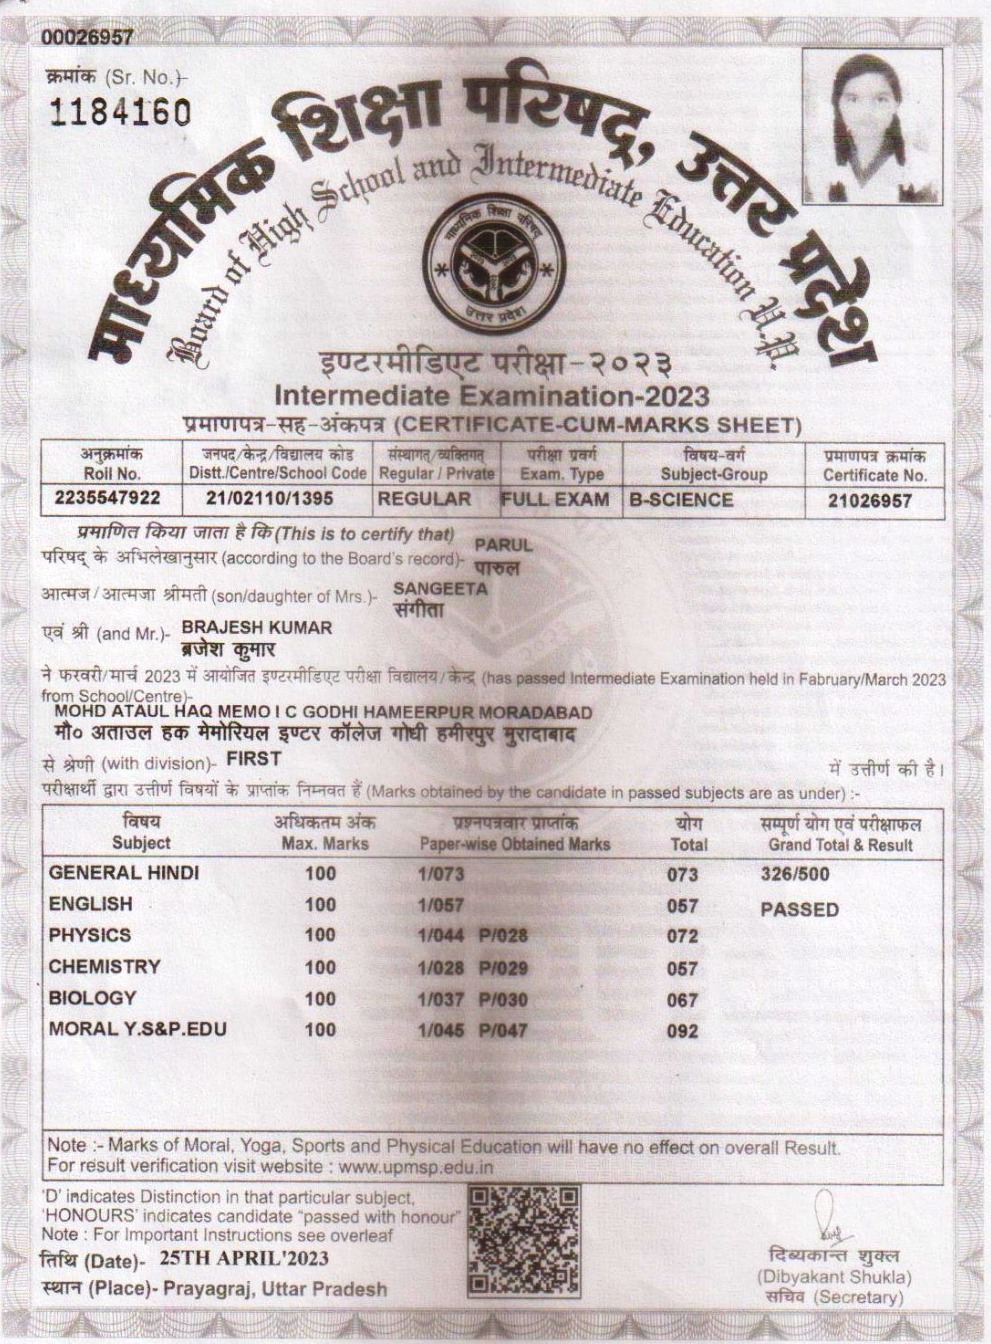 00026957
क्रमांक (Sr. No.)-
1184160
माध्यमिक शिक्षा परिषद्, उत्तर प्रदेश
Board of High School and Intermediate Education U.P.
माध्यमिक शिक्षा परिषद्
उत्तर प्रदेश
इण्टरमीडिएट परीक्षा-२०२३
Intermediate Examination-2023
प्रमाणपत्र-सह-अंकपत्र (CERTIFICATE-CUM-MARKS SHEET)
अनुक्रमांक जनपद/केन्द्र/विद्यालय कोड संस्थागत्/व्यक्तिगत् परीक्षा प्रवर्ग विषय-वर्ग प्रमाणपत्र क्रमांक
Roll No. Distt./Centre/School Code Regular / Private Exam. Type Subject-Group Certificate No.
2235547922 21/02110/1395 REGULAR FULL EXAM B-SCIENCE 21026957
प्रमाणित किया जाता है कि (This is to certify that) PARUL
परिषद् के अभिलेखानुसार (according to the Board's record)- पारुल
आत्मज/आत्मजा श्रीमती (son/daughter of Mrs.)- SANGEETA
संगीता
एवं श्री (and Mr.)- BRAJESH KUMAR
ब्रजेश कुमार
ने फरवरी/मार्च 2023 में आयोजित इण्टरमीडिएट परीक्षा विद्यालय/केन्द्र (has passed Intermediate Examination held in Fabruary/March 2023
from School/Centre)-
MOHD ATAUL HAQ MEMO I C GODHI HAMEERPUR MORADABAD
मौ० अताउल हक मेमोरियल इण्टर कॉलेज गोधी हमीरपुर मुरादाबाद
से श्रेणी (with division)- FIRST में उत्तीर्ण की है।
परीक्षार्थी द्वारा उत्तीर्ण विषयों के प्राप्तांक निम्नवत हैं (Marks obtained by the candidate in passed subjects are as under) :-
विषय अधिकतम अंक प्रश्नपत्रवार प्राप्तांक योग सम्पूर्ण योग एवं परीक्षाफल
Subject Max. Marks Paper-wise Obtained Marks Total Grand Total & Result
GENERAL HINDI 100 1/073 073 326/500
ENGLISH 100 1/057 057 PASSED
PHYSICS 100 1/044 P/028 072
CHEMISTRY 100 1/028 P/029 057
BIOLOGY 100 1/037 P/030 067
MORAL Y.S&P.EDU 100 1/045 P/047 092
Note :- Marks of Moral, Yoga, Sports and Physical Education will have no effect on overall Result.
For result verification visit website : www.upmsp.edu.in
'D' indicates Distinction in that particular subject,
'HONOURS' indicates candidate "passed with honour"
Note : For Important Instructions see overleaf
तिथि (Date)- 25TH APRIL'2023
स्थान (Place)- Prayagraj, Uttar Pradesh
दिब्यकान्त शुक्ल
(Dibyakant Shukla)
सचिव (Secretary)